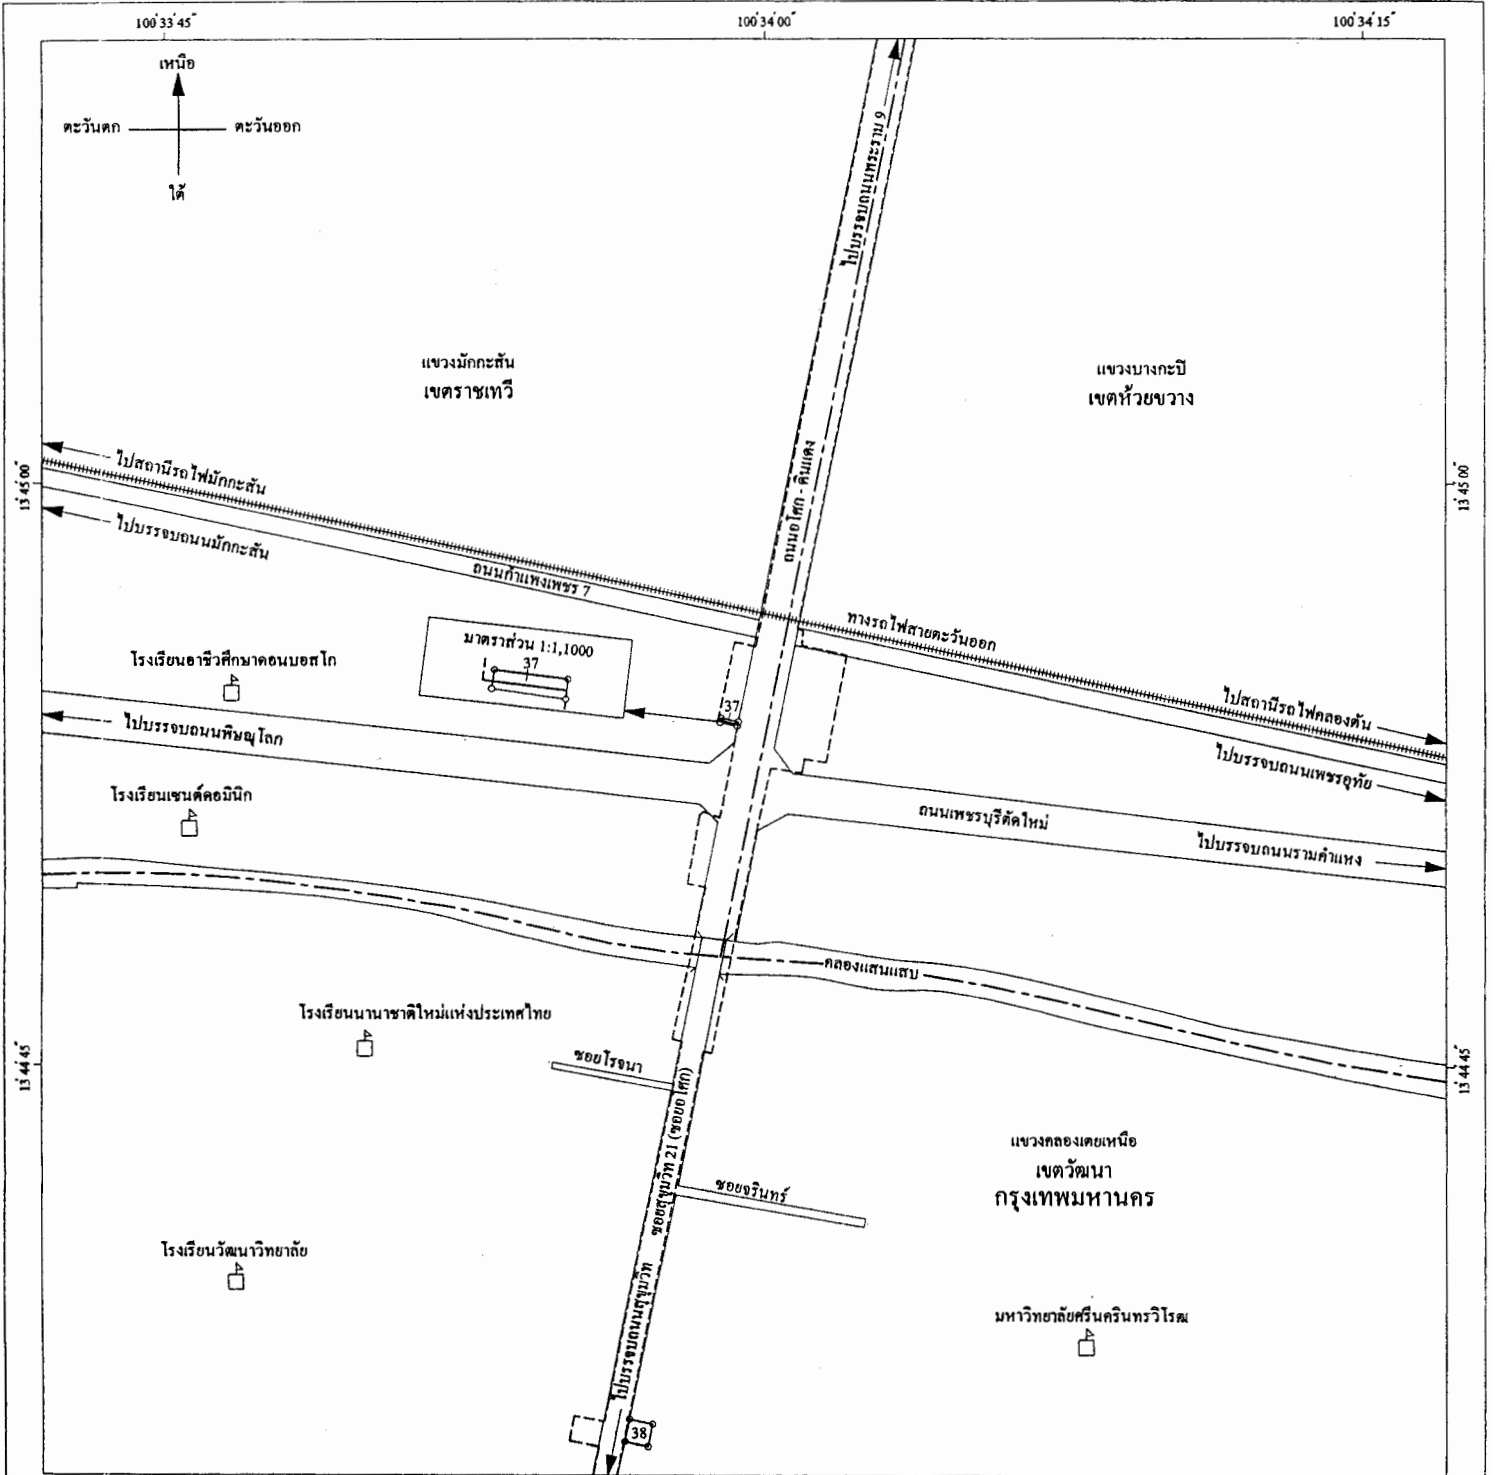 100°33'45"
100°34'00"
100°34'15"
เหนือ
ตะวันตก
ตะวันออก
ใต้
ไปบรรจบถนนพระราม 9
แขวงมักกะสัน
เขตราชเทวี
แขวงบางกะปิ
เขตห้วยขวาง
ถนนอโศก - ดินแดง
13°45'00"
13°45'00"
ไปสถานีรถไฟมักกะสัน
ไปบรรจบถนนมักกะสัน
ถนนกำแพงเพชร 7
ทางรถไฟสายตะวันออก
มาตราส่วน 1:1,1000
37
37
โรงเรียนอาชีวศึกษาดอนบอสโก
ไปสถานีรถไฟคลองตัน
ไปบรรจบถนนพิษณุโลก
ไปบรรจบถนนเพชรอุทัย
โรงเรียนเซนต์ดอมินิก
ถนนเพชรบุรีตัดใหม่
ไปบรรจบถนนรามคำแหง
คลองแสนแสบ
โรงเรียนนานาชาติใหม่แห่งประเทศไทย
ซอยโรจนา
13°44'45"
13°44'45"
ซอยสุขุมวิท 21 (ซอยอโศก)
แขวงคลองเตยเหนือ
เขตวัฒนา
กรุงเทพมหานคร
ซอยจรินทร์
โรงเรียนวัฒนาวิทยาลัย
ไปบรรจบถนนสุขุมวิท
มหาวิทยาลัยศรีนครินทรวิโรฒ
38